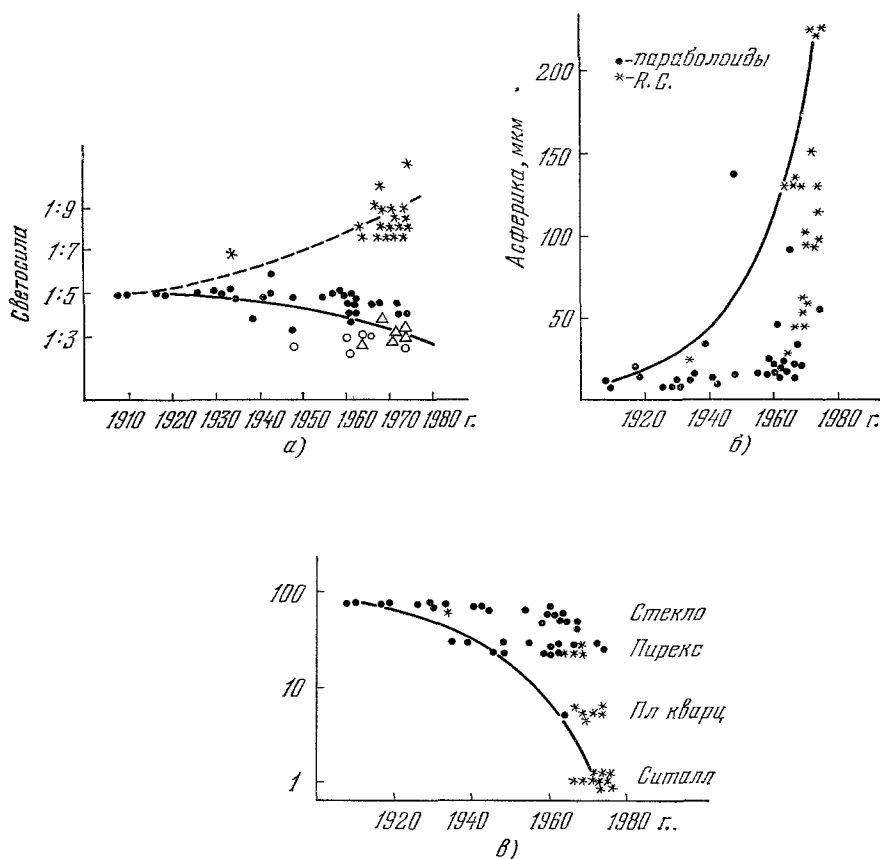 Светосила
1:9
1:7
1:5
1:3
1910 1920 1930 1940 1950 1960 1970 1980 г.
а)
Асферика, мкм
200
150
100
50
•-параболоиды
*-R.C.
1920 1940 1960 1980
б)
100
10
1
Стекло
Пирекс
Пл кварц
Ситалл
1920 1940 1960 1980 г..
в)